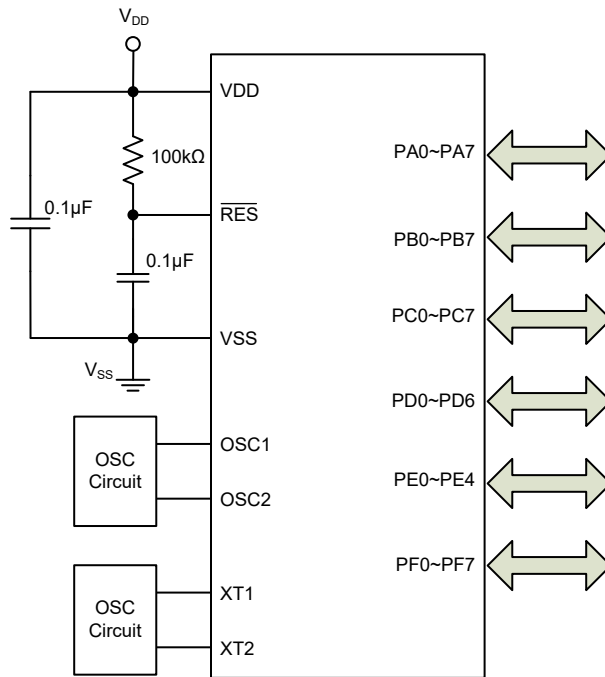 VDD
VDD
100kΩ
0.1μF
RES
0.1μF
VSS
VSS
OSC
Circuit
OSC1
OSC2
OSC
Circuit
XT1
XT2
PA0~PA7
PB0~PB7
PC0~PC7
PD0~PD6
PE0~PE4
PF0~PF7